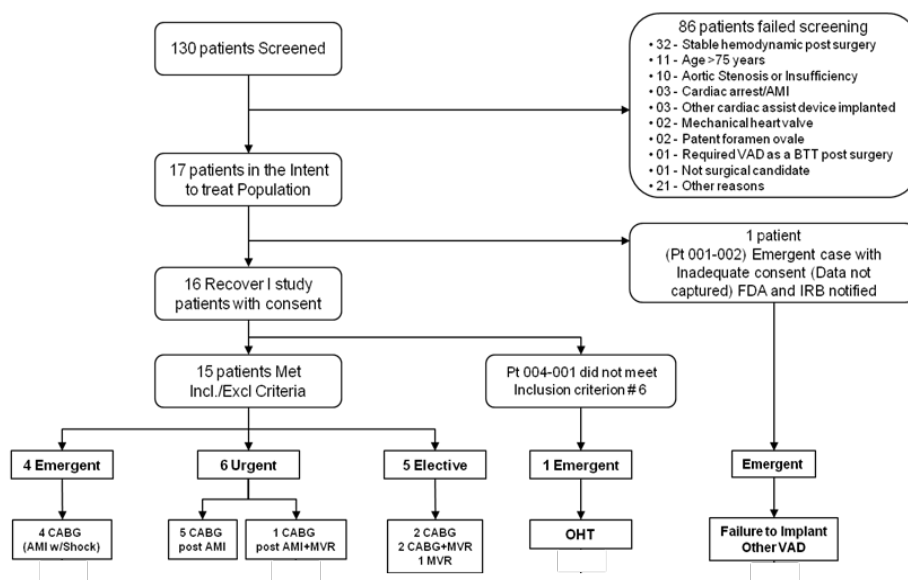 130 patients Screened
86 patients failed screening
• 32 - Stable hemodynamic post surgery
• 11 - Age >75 years
• 10 - Aortic Stenosis or Insufficiency
• 03 - Cardiac arrest/AMI
• 03 - Other cardiac assist device implanted
• 02 - Mechanical heart valve
• 02 - Patent foramen ovale
• 01 - Required VAD as a BTT post surgery
• 01 - Not surgical candidate
• 21 - Other reasons
17 patients in the Intent
to treat Population
1 patient
(Pt 001-002) Emergent case with
Inadequate consent (Data not
captured) FDA and IRB notified
16 Recover I study
patients with consent
15 patients Met
Incl./Excl Criteria
Pt 004-001 did not meet
Inclusion criterion # 6
4 Emergent
6 Urgent
5 Elective
1 Emergent
Emergent
4 CABG
(AMI w/Shock)
5 CABG
post AMI
1 CABG
post AMI+MVR
2 CABG
2 CABG+MVR
1 MVR
OHT
Failure to Implant
Other VAD